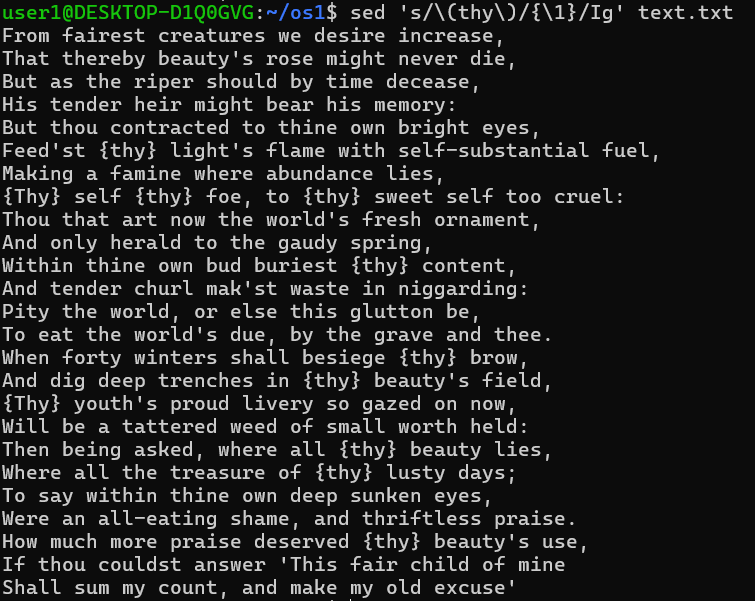 user1@DESKTOP-D1Q0GVG:~/os1$ sed 's/\(thy\)/{\1}/Ig' text.txt
From fairest creatures we desire increase,
That thereby beauty's rose might never die,
But as the riper should by time decease,
His tender heir might bear his memory:
But thou contracted to thine own bright eyes,
Feed'st {thy} light's flame with self-substantial fuel,
Making a famine where abundance lies,
{Thy} self {thy} foe, to {thy} sweet self too cruel:
Thou that art now the world's fresh ornament,
And only herald to the gaudy spring,
Within thine own bud buriest {thy} content,
And tender churl mak'st waste in niggarding:
Pity the world, or else this glutton be,
To eat the world's due, by the grave and thee.
When forty winters shall besiege {thy} brow,
And dig deep trenches in {thy} beauty's field,
{Thy} youth's proud livery so gazed on now,
Will be a tattered weed of small worth held:
Then being asked, where all {thy} beauty lies,
Where all the treasure of {thy} lusty days;
To say within thine own deep sunken eyes,
Were an all-eating shame, and thriftless praise.
How much more praise deserved {thy} beauty's use,
If thou couldst answer 'This fair child of mine
Shall sum my count, and make my old excuse'